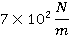 7 × 10² N/m